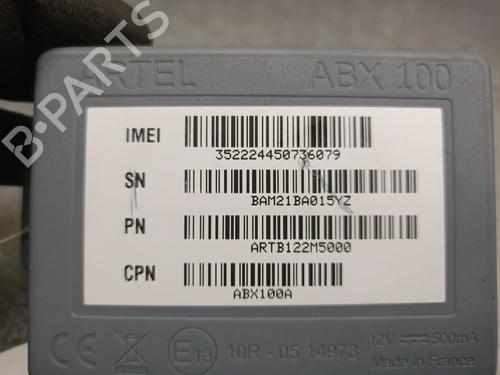 ARTEL ABX 100
IMEI
352224450736079
SN
BAM21BA015YZ
PN
ARTB122M5000
CPN
ABX100A
CE E13 10R - 05 14973 12V 500mA
Made in France
B-PARTS